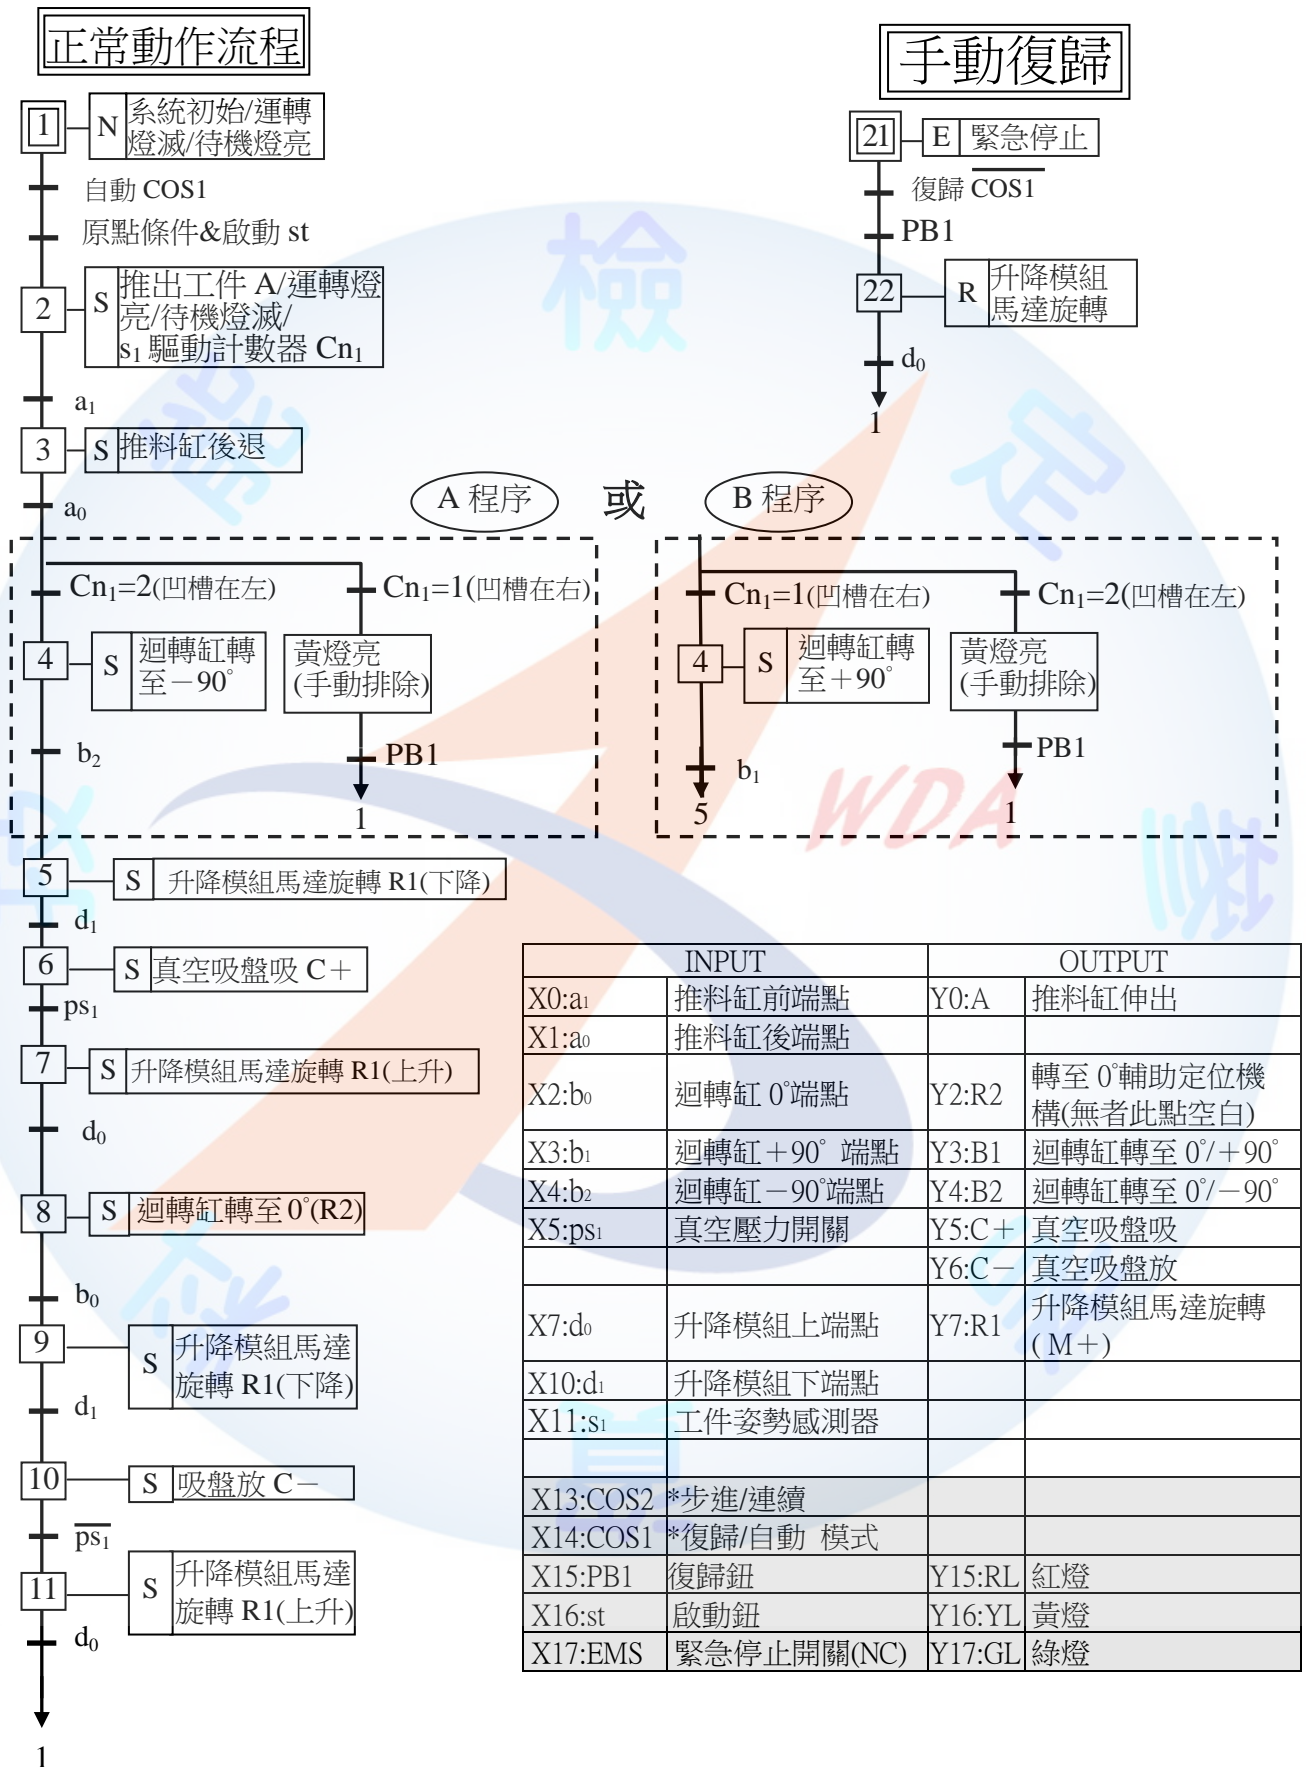 正常動作流程
手動復歸
1
N
系統初始/運轉
燈滅/待機燈亮
自動 COS1
原點條件&啟動 st
2
S
推出工件 A/運轉燈
亮/待機燈滅/
s₁ 驅動計數器 Cn₁
a₁
3
S
推料缸後退
a₀
21
E
緊急停止
復歸 C̅O̅S̅1̅
PB1
22
R
升降模組
馬達旋轉
d₀
1
A 程序
或
B 程序
Cn₁=2(凹槽在左)
Cn₁=1(凹槽在右)
4
S
迴轉缸轉
至－90°
黃燈亮
(手動排除)
b₂
PB1
1
Cn₁=1(凹槽在右)
Cn₁=2(凹槽在左)
4
S
迴轉缸轉
至＋90°
黃燈亮
(手動排除)
b₁
PB1
5
1
5
S
升降模組馬達旋轉 R1(下降)
d₁
6
S
真空吸盤吸 C＋
ps₁
7
S
升降模組馬達旋轉 R1(上升)
d₀
8
S
迴轉缸轉至 0°(R2)
b₀
9
S
升降模組馬達
旋轉 R1(下降)
d₁
10
S
吸盤放 C－
p̅s̅₁̅
11
S
升降模組馬達
旋轉 R1(上升)
d₀
1
INPUT OUTPUT
X0:a₁ 推料缸前端點 Y0:A 推料缸伸出
X1:a₀ 推料缸後端點
X2:b₀ 迴轉缸 0°端點 Y2:R2 轉至 0°輔助定位機
構(無者此點空白)
X3:b₁ 迴轉缸＋90° 端點 Y3:B1 迴轉缸轉至 0°/＋90°
X4:b₂ 迴轉缸－90°端點 Y4:B2 迴轉缸轉至 0°/－90°
X5:ps₁ 真空壓力開關 Y5:C＋ 真空吸盤吸
Y6:C－ 真空吸盤放
X7:d₀ 升降模組上端點 Y7:R1 升降模組馬達旋轉
( M＋)
X10:d₁ 升降模組下端點
X11:s₁ 工件姿勢感測器
X13:COS2 *步進/連續
X14:COS1 *復歸/自動 模式
X15:PB1 復歸鈕 Y15:RL 紅燈
X16:st 啟動鈕 Y16:YL 黃燈
X17:EMS 緊急停止開關(NC) Y17:GL 綠燈
檢
定
能
技
WDA